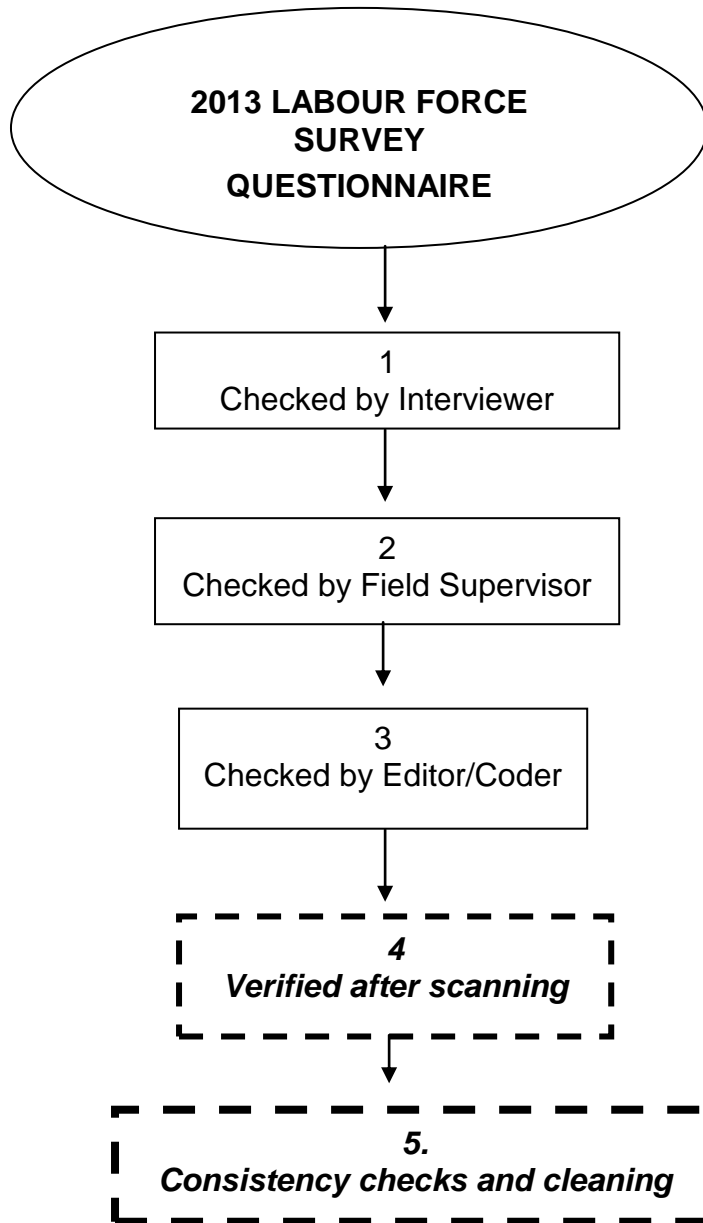 2013 LABOUR FORCE
SURVEY
QUESTIONNAIRE
1
Checked by Interviewer
2
Checked by Field Supervisor
3
Checked by Editor/Coder
4
Verified after scanning
5.
Consistency checks and cleaning